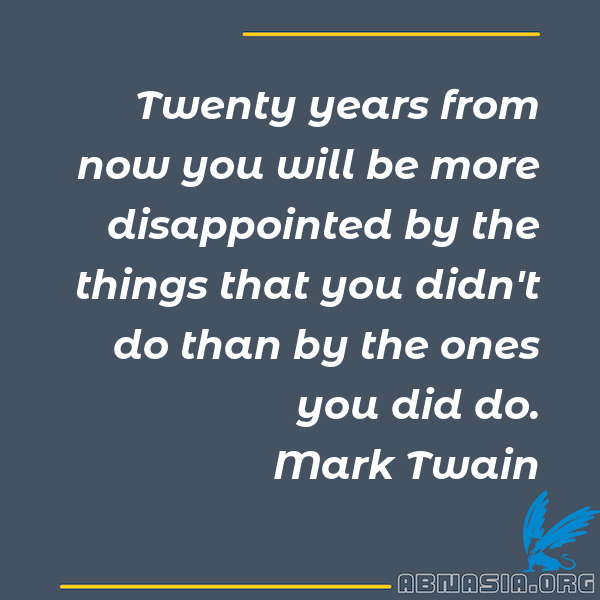 Twenty years from
now you will be more
disappointed by the
things that you didn't
do than by the ones
you did do.
Mark Twain
ABNASIA.ORG